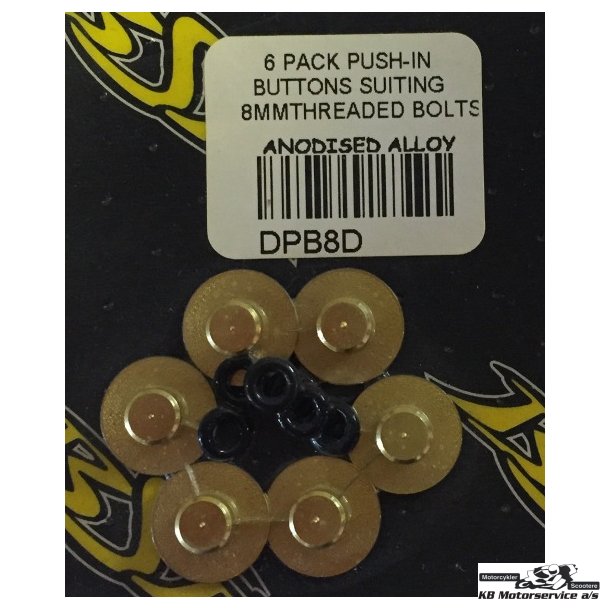 6 PACK PUSH-IN
BUTTONS SUITING
8MMTHREADED BOLTS
ANODISED ALLOY
DPB8D
Motorcykler
Scootere
KB Motorservice a/s